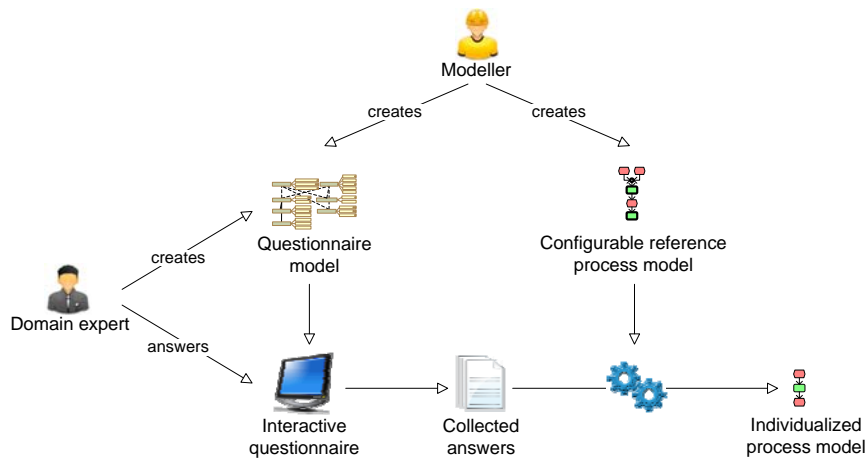 Modeller
creates
creates
Questionnaire
model
Configurable reference
process model
creates
Domain expert
answers
Interactive
questionnaire
Collected
answers
Individualized
process model